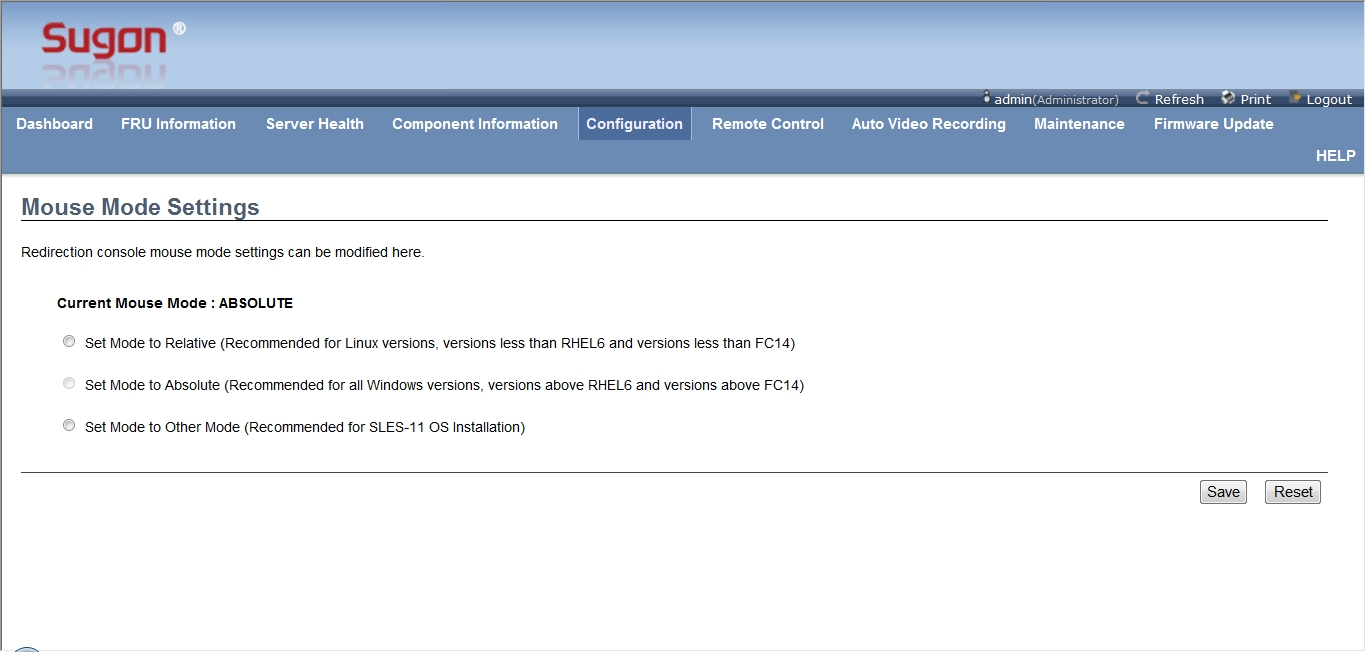 Sugon®
admin(Administrator) Refresh Print Logout
Dashboard FRU Information Server Health Component Information Configuration Remote Control Auto Video Recording Maintenance Firmware Update
HELP
Mouse Mode Settings
Redirection console mouse mode settings can be modified here.
Current Mouse Mode : ABSOLUTE
Set Mode to Relative (Recommended for Linux versions, versions less than RHEL6 and versions less than FC14)
Set Mode to Absolute (Recommended for all Windows versions, versions above RHEL6 and versions above FC14)
Set Mode to Other Mode (Recommended for SLES-11 OS Installation)
Save Reset